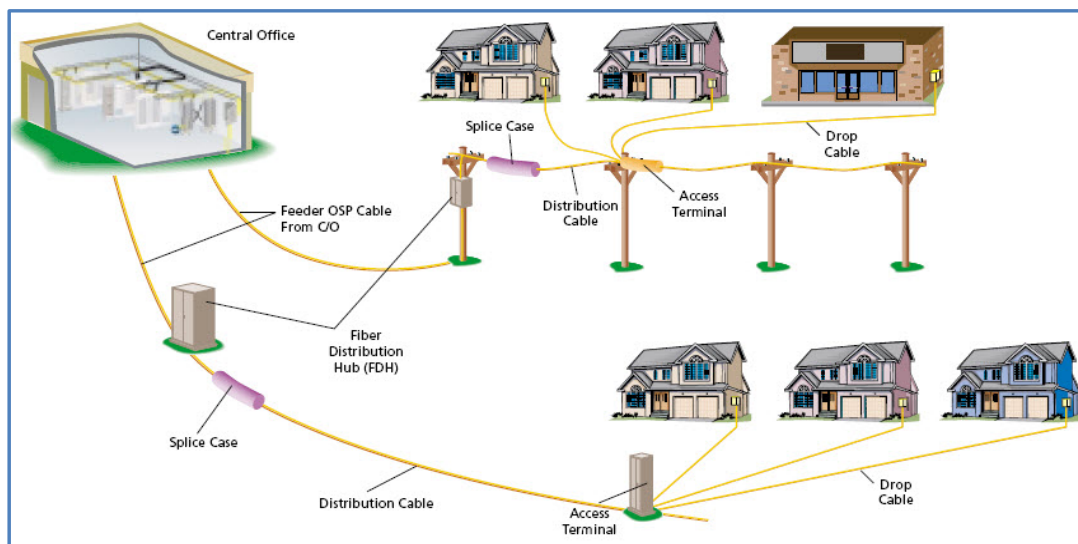 Central Office
Splice Case
Drop
Cable
Feeder OSP Cable
From C/O
Distribution
Cable
Access
Terminal
Fiber
Distribution
Hub (FDH)
Splice Case
Distribution Cable
Access
Terminal
Drop
Cable